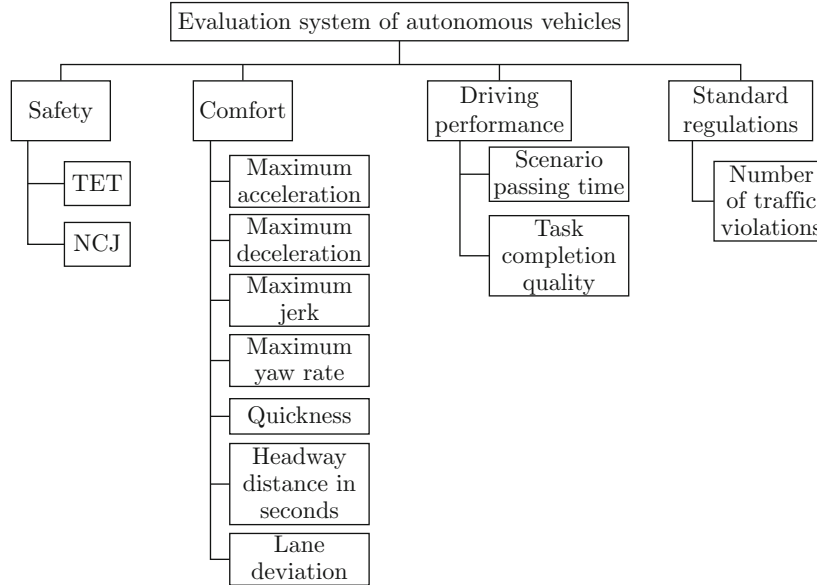 Evaluation system of autonomous vehicles
Safety
TET
NCJ
Comfort
Maximum
acceleration
Maximum
deceleration
Maximum
jerk
Maximum
yaw rate
Quickness
Headway
distance in
seconds
Lane
deviation
Driving
performance
Scenario
passing time
Task
completion
quality
Standard
regulations
Number
of traffic
violations